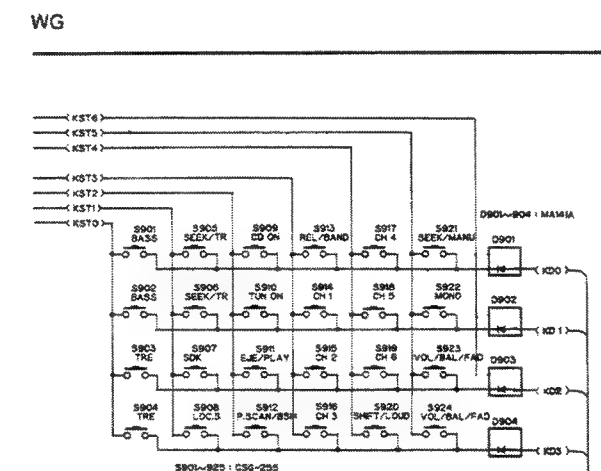 WG
KST6
KST5
KST4
KST3
KST2
KST1
KST0
D901~904 : MA141A
S901 S905 S909 S913 S917 S921 D901
BASS SEEK/TR CD ON REL/BAND CH 4 SEEK/MANU
KD0
S902 S906 S910 S914 S918 S922 D902
BASS SEEK/TR TUN ON CH 1 CH 5 MONO
KD1
S903 S907 S911 S915 S919 S923 D903
TRE SDK EJE/PLAY CH 2 CH 6 VOL/BAL/FAD
KD2
S904 S908 S912 S916 S920 S924 D904
TRE LOC.S P.SCAN/BSM CH 3 SHIFT/LOUD VOL/BAL/FAD
KD3
S901~925 : CSG-255